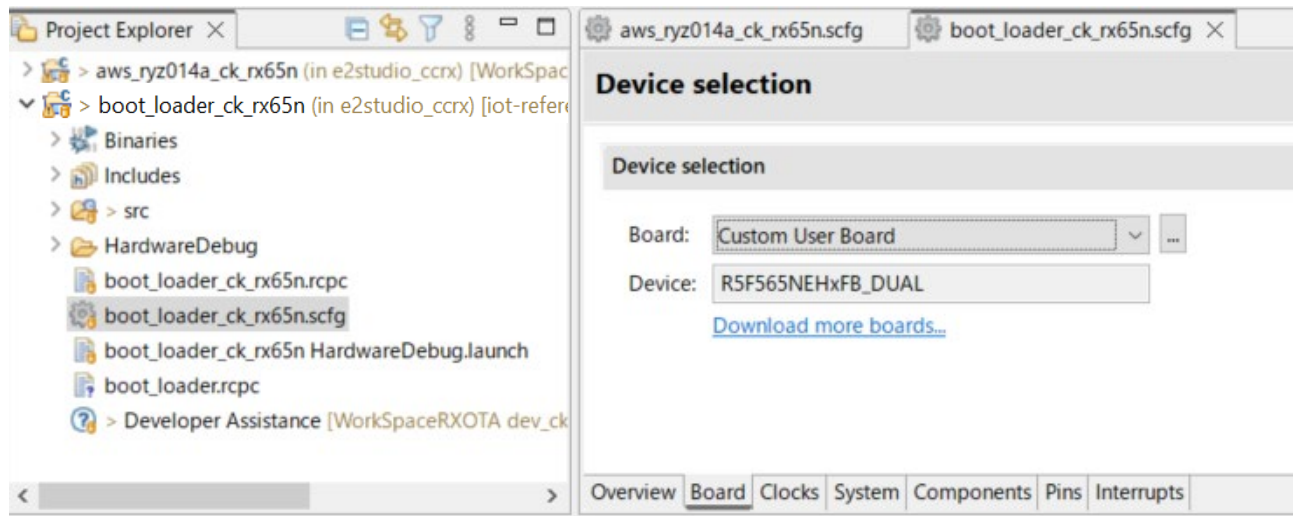 Project Explorer
> aws_ryz014a_ck_rx65n (in e2studio_ccrx) [WorkSpac
> boot_loader_ck_rx65n (in e2studio_ccrx) [iot-refere
Binaries
Includes
> src
HardwareDebug
boot_loader_ck_rx65n.rcpc
boot_loader_ck_rx65n.scfg
boot_loader_ck_rx65n HardwareDebug.launch
boot_loader.rcpc
> Developer Assistance [WorkSpaceRXOTA dev_ck
aws_ryz014a_ck_rx65n.scfg boot_loader_ck_rx65n.scfg
Device selection
Device selection
Board: Custom User Board ...
Device: R5F565NEHxFB_DUAL
Download more boards...
Overview Board Clocks System Components Pins Interrupts